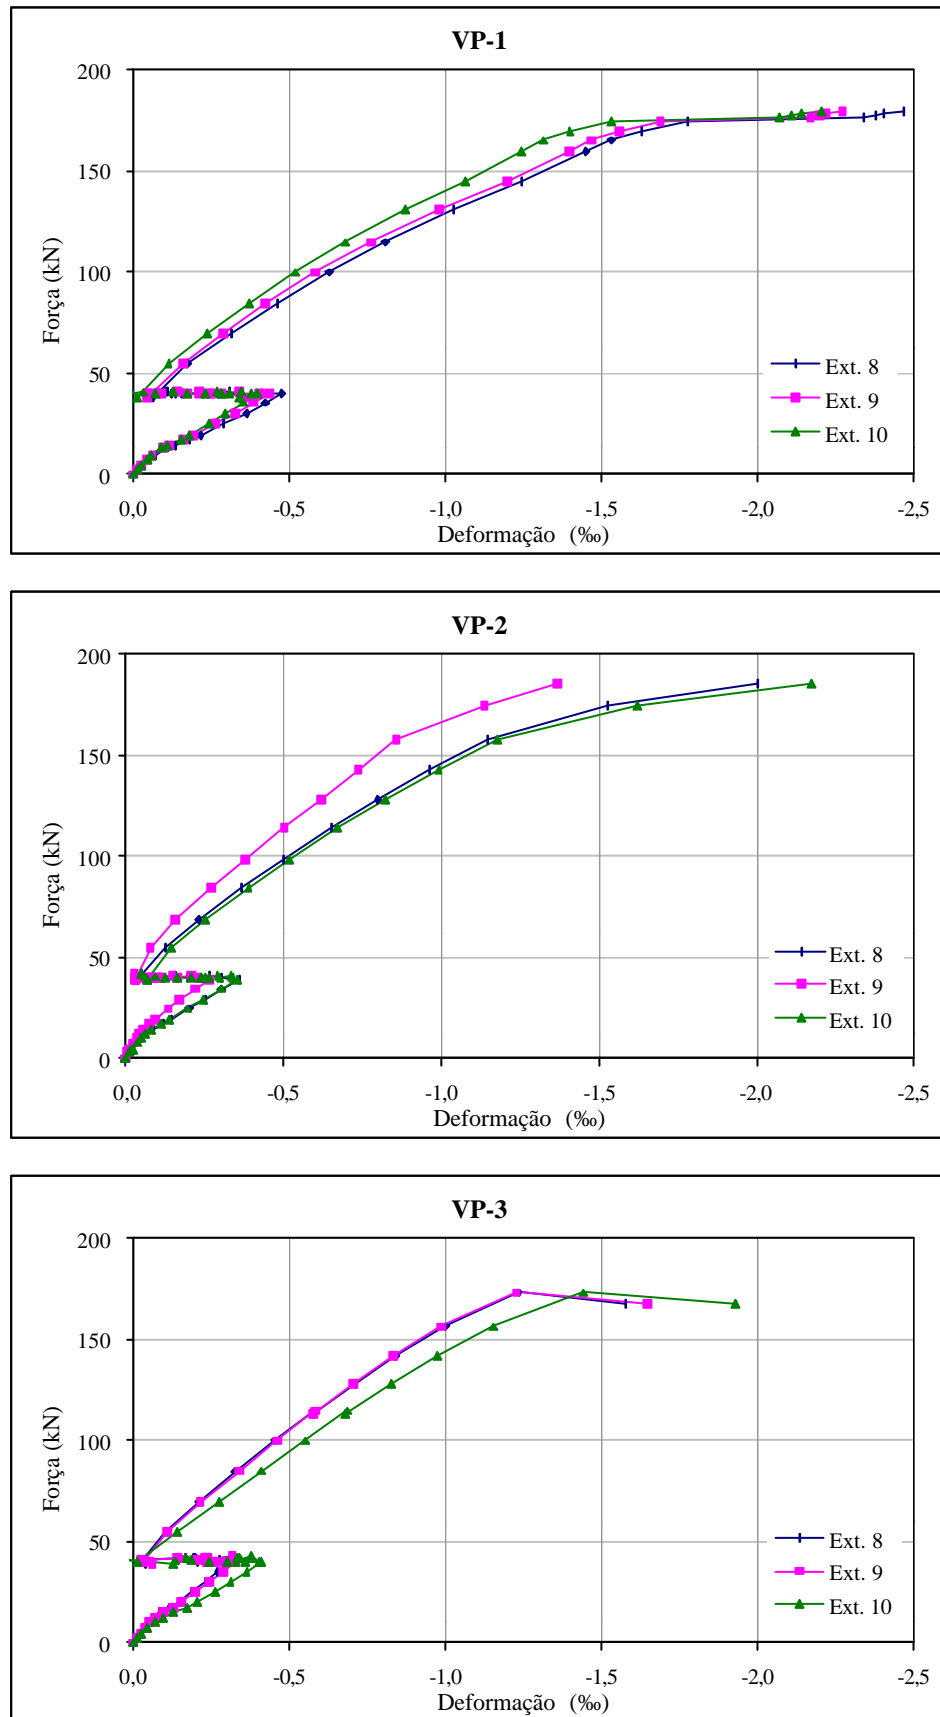 VP-1
200
150
100
50
0
Força (kN)
Ext. 8
Ext. 9
Ext. 10
0,0 -0,5 -1,0 -1,5 -2,0 -2,5
Deformação (‰)
VP-2
200
150
100
50
0
Força (kN)
Ext. 8
Ext. 9
Ext. 10
0,0 -0,5 -1,0 -1,5 -2,0 -2,5
Deformação (‰)
VP-3
200
150
100
50
0
Força (kN)
Ext. 8
Ext. 9
Ext. 10
0,0 -0,5 -1,0 -1,5 -2,0 -2,5
Deformação (‰)